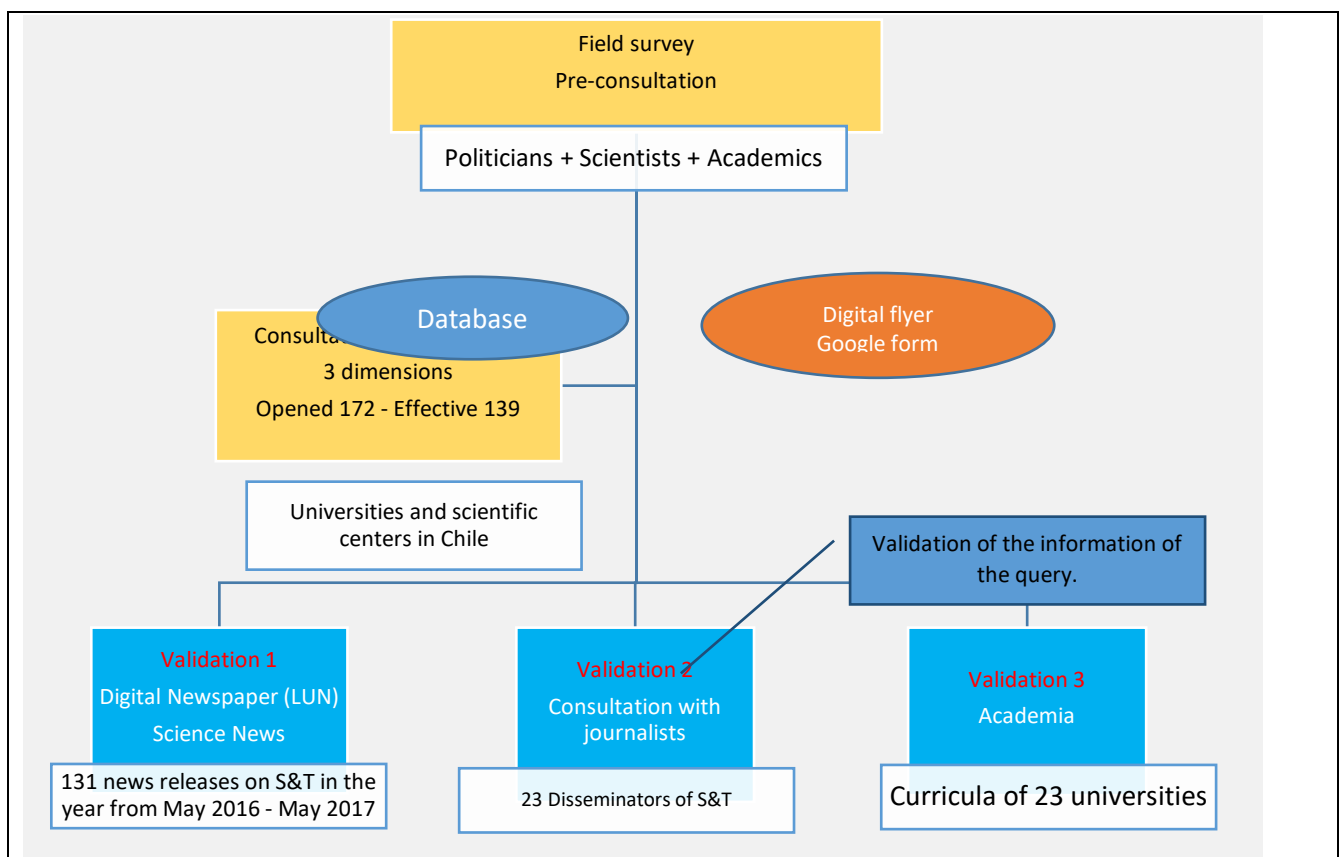 Field survey
Pre-consultation
Politicians + Scientists + Academics
Database
Digital flyer
Google form
3 dimensions
Opened 172 - Effective 139
Universities and scientific
centers in Chile
Validation of the information of
the query.
Validation 1
Digital Newspaper (LUN)
Science News
131 news releases on S&T in the
year from May 2016 - May 2017
Validation 2
Consultation with
journalists
23 Disseminators of S&T
Validation 3
Academia
Curricula of 23 universities